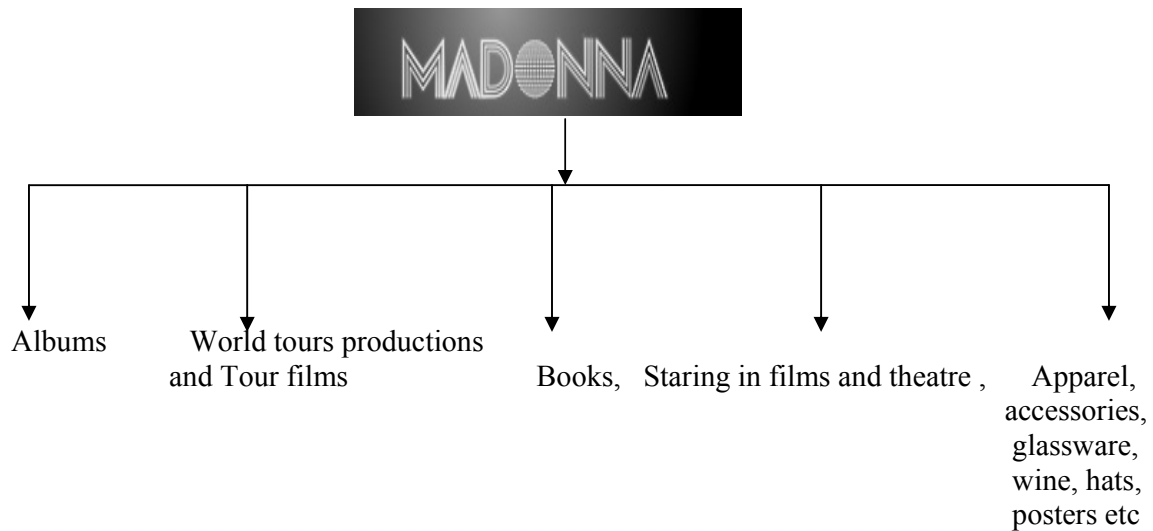 MADONNA
Albums World tours productions
and Tour films Books, Staring in films and theatre , Apparel,
accessories,
glassware,
wine, hats,
posters etc